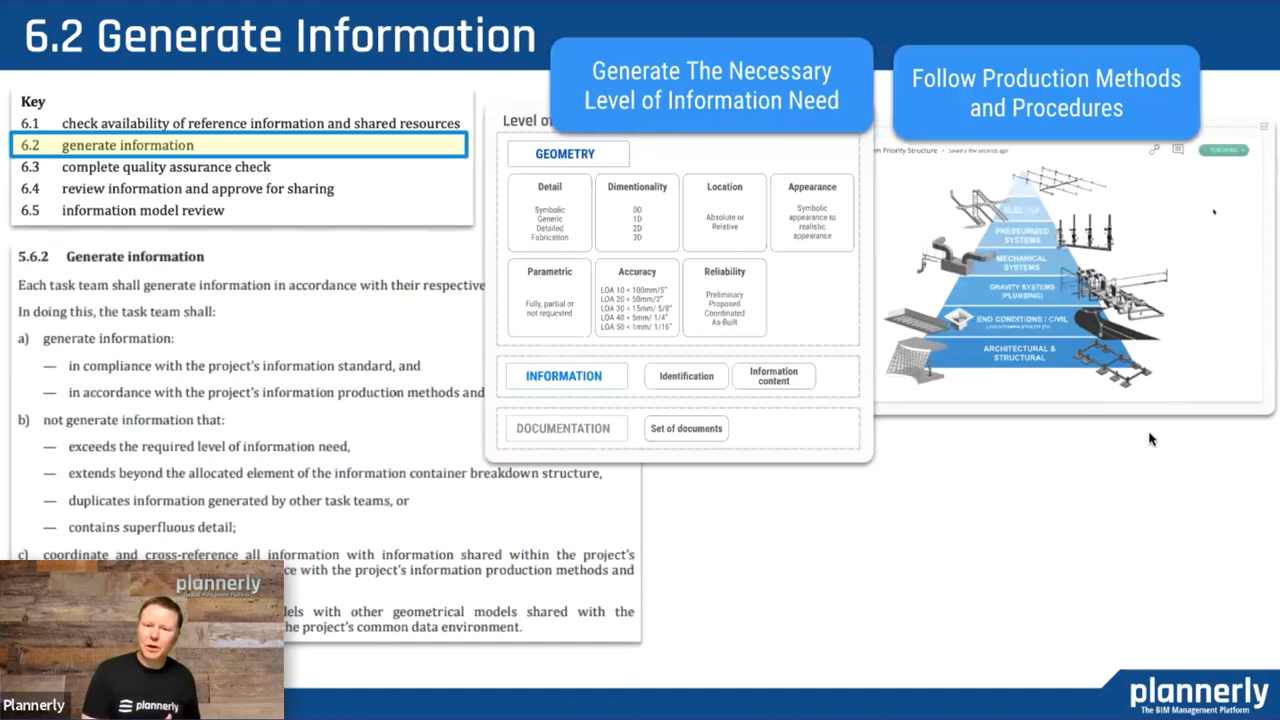 6.2 Generate Information
Key
6.1 check availability of reference information and shared resources
6.2 generate information
6.3 complete quality assurance check
6.4 review information and approve for sharing
6.5 information model review
5.6.2 Generate information
Each task team shall generate information in accordance with their respective
In doing this, the task team shall:
a) generate information:
— in compliance with the project's information standard, and
— in accordance with the project's information production methods and
b) not generate information that:
— exceeds the required level of information need,
— extends beyond the allocated element of the information container breakdown structure,
— duplicates information generated by other task teams, or
— contains superfluous detail;
c) coordinate and cross-reference all information with information shared within the project's
ce with the project's information production methods and
dels with other geometrical models shared with the
the project's common data environment.
Generate The Necessary
Level of Information Need
Level of
GEOMETRY
Detail
Symbolic
Generic
Detailed
Fabrication
Dimentionality
0D
1D
2D
3D
Location
Absolute or
Relative
Appearance
Symbolic
appearance to
realistic
appearance
Parametric
Fully, partial or
not requested
Accuracy
LOA 10 < 100mm/5"
LOA 20 < 50mm/2"
LOA 30 < 15mm/ 5/8"
LOA 40 < 5mm/ 1/4"
LOA 50 < 1mm/ 1/16"
Reliability
Preliminary
Proposed
Coordinated
As-Built
INFORMATION
Identification
Information
content
DOCUMENTATION
Set of documents
Follow Production Methods
and Procedures
Priority Structure • Saved a few seconds ago
PRESSURIZED
SYSTEMS
MECHANICAL
SYSTEMS
GRAVITY SYSTEMS
(PLUMBING)
END CONDITIONS / CIVIL
ARCHITECTURAL &
STRUCTURAL
plannerly
plannerly
Plannerly
plannerly
The BIM Management Platform